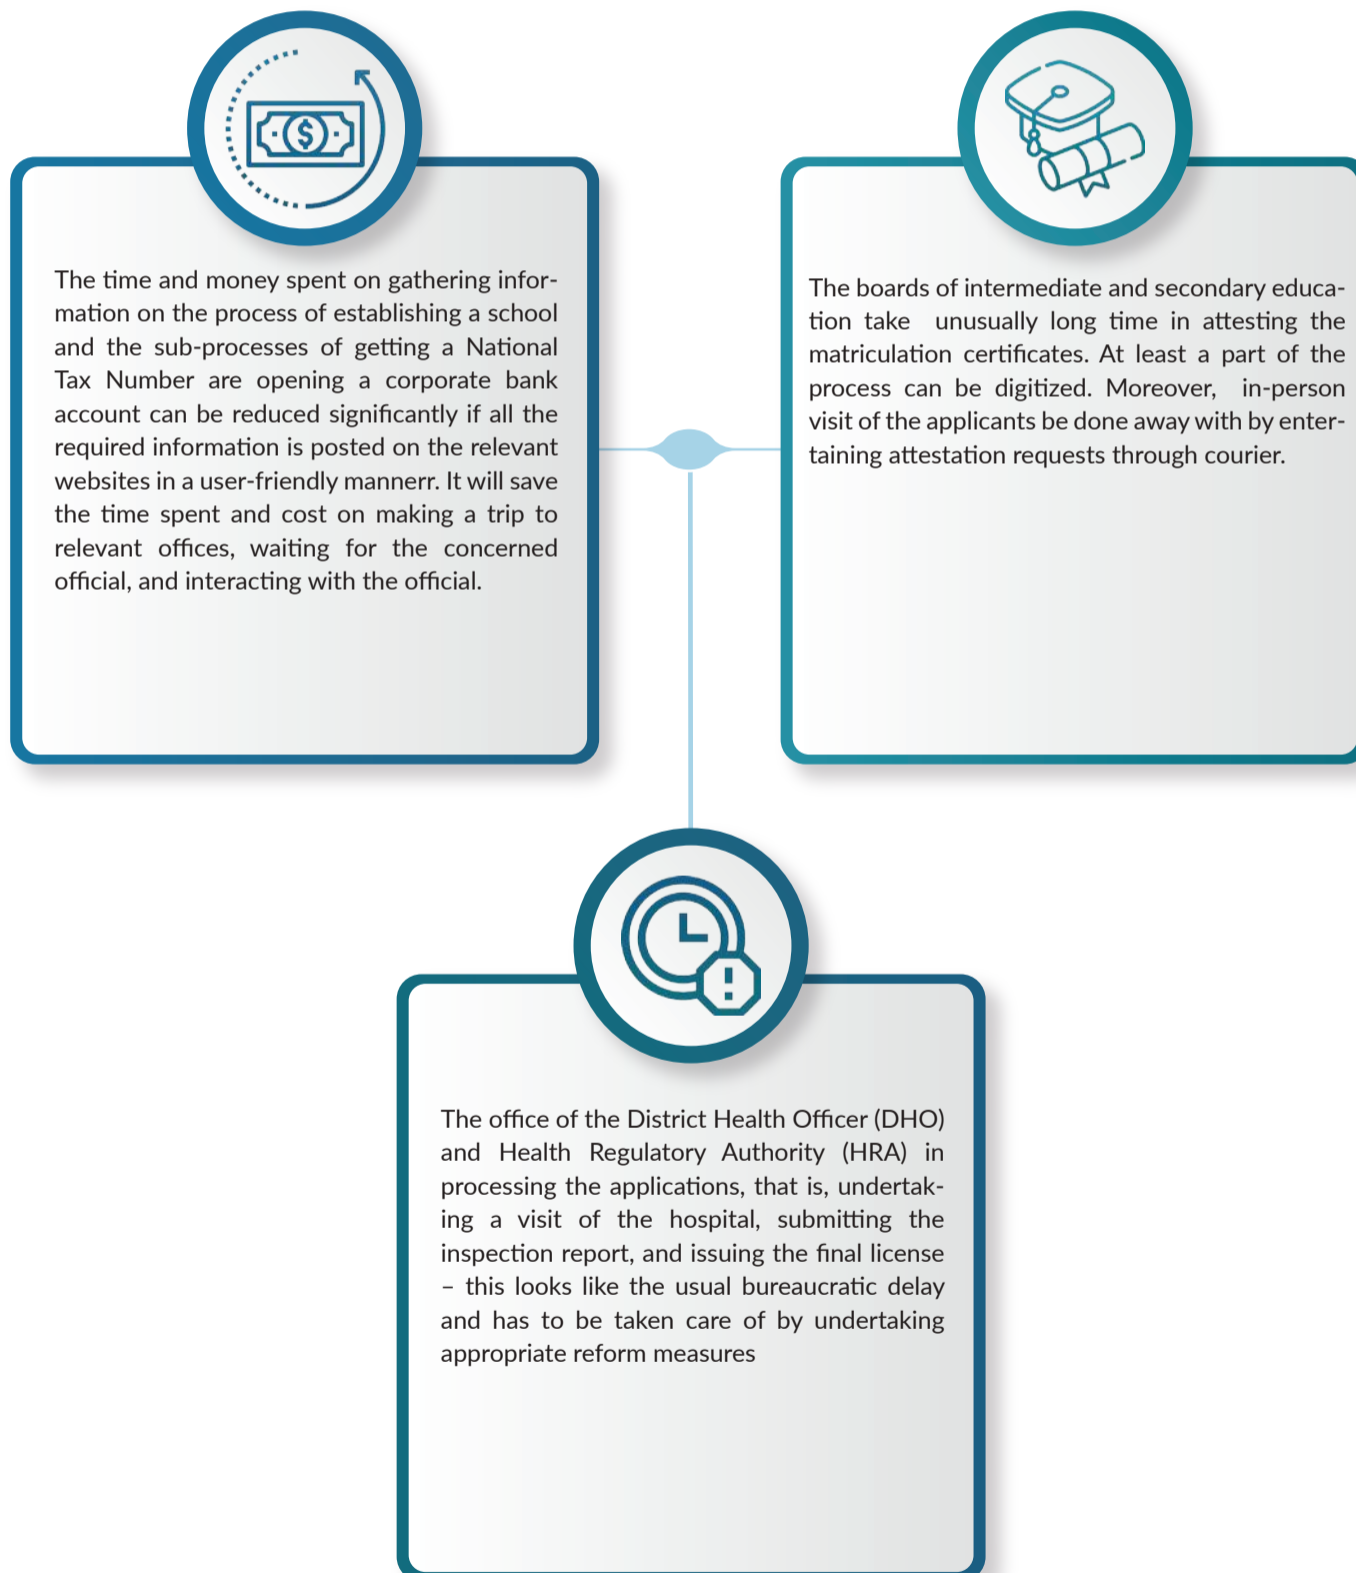 The time and money spent on gathering infor-
mation on the process of establishing a school
and the sub-processes of getting a National
Tax Number are opening a corporate bank
account can be reduced significantly if all the
required information is posted on the relevant
websites in a user-friendly mannerr. It will save
the time spent and cost on making a trip to
relevant offices, waiting for the concerned
official, and interacting with the official.
The boards of intermediate and secondary educa-
tion take unusually long time in attesting the
matriculation certificates. At least a part of the
process can be digitized. Moreover, in-person
visit of the applicants be done away with by enter-
taining attestation requests through courier.
The office of the District Health Officer (DHO)
and Health Regulatory Authority (HRA) in
processing the applications, that is, undertak-
ing a visit of the hospital, submitting the
inspection report, and issuing the final license
– this looks like the usual bureaucratic delay
and has to be taken care of by undertaking
appropriate reform measures